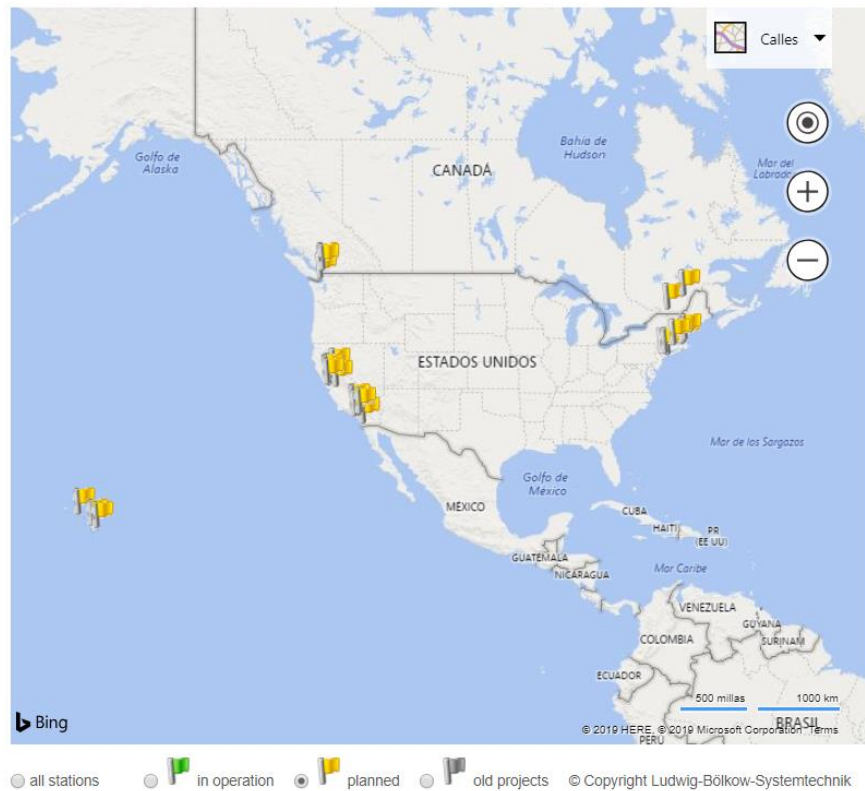 Calles
Golfo de
Alaska
Bahía de
Hudson
CANADÁ
Mar del
Labrador
ESTADOS UNIDOS
Mar de los Sargazos
Golfo de
México
MÉXICO
CUBA
HAITÍ
PR
(EE UU)
GUATEMALA
NICARAGUA
Mar Caribe
VENEZUELA
GUYANA
SURINAM
COLOMBIA
ECUADOR
500 millas
1000 km
BRASIL
PERÚ
Bing
© 2019 HERE, © 2019 Microsoft Corporation Terms
all stations in operation planned old projects © Copyright Ludwig-Bölkow-Systemtechnik